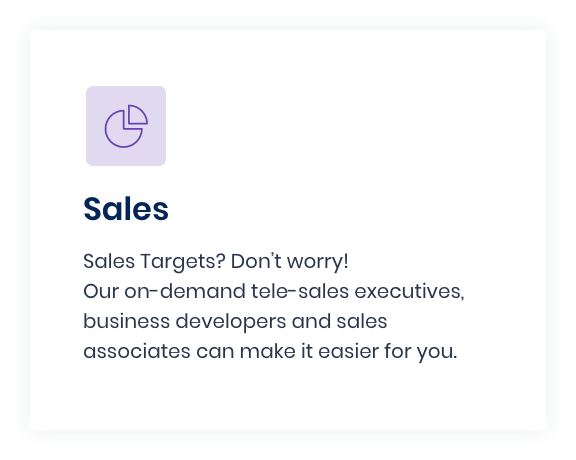 Sales
Sales Targets? Don't worry!
Our on-demand tele-sales executives,
business developers and sales
associates can make it easier for you.